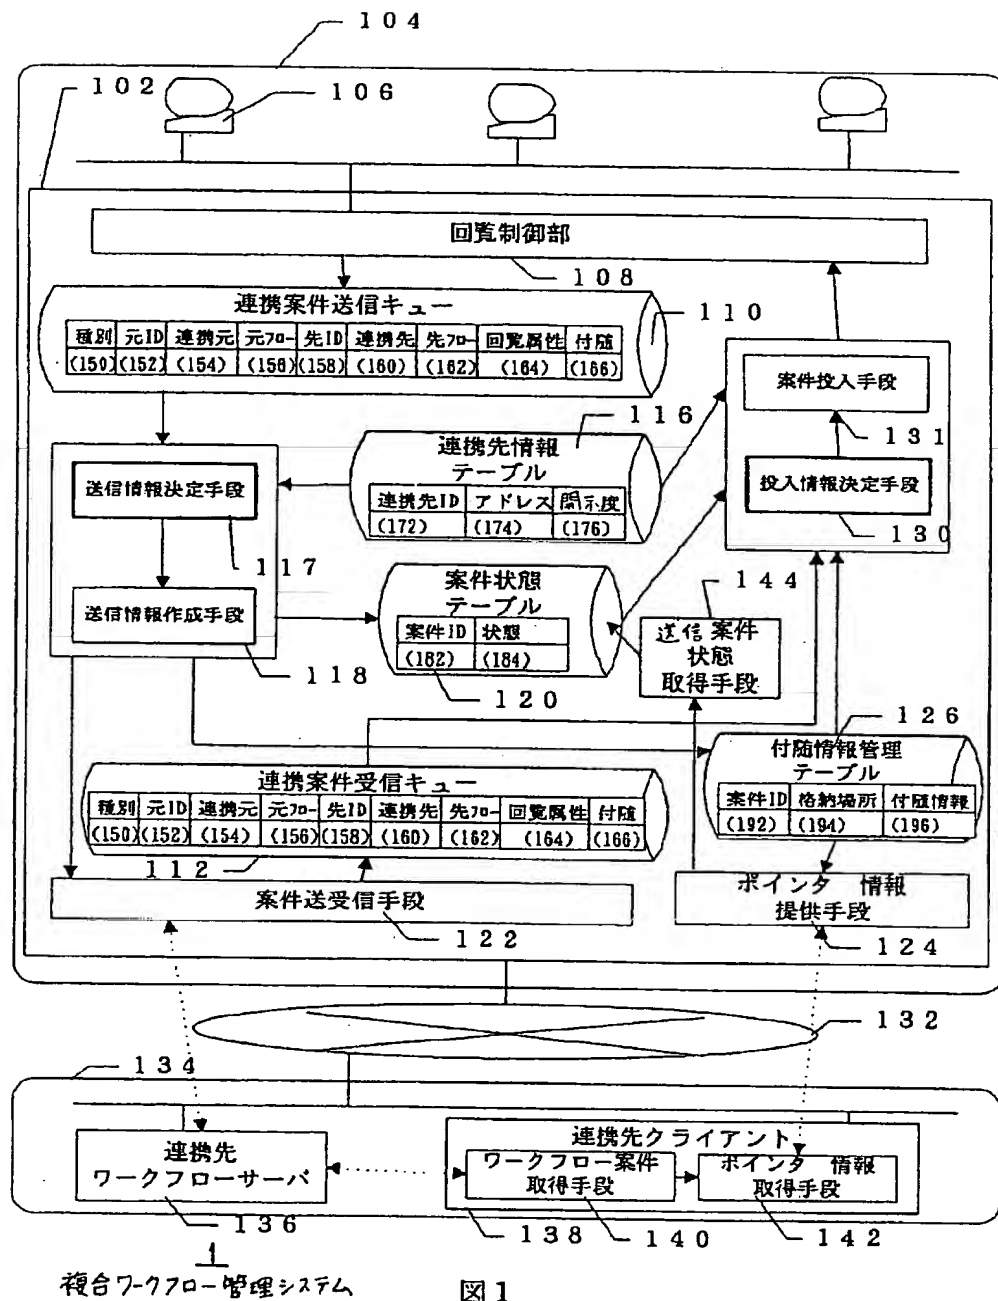 １０４
１０２
１０６
回覧制御部
１０８
連携案件送信キュー
１１０
種別 元ID 連携元 元フロー 先ID 連携先 先フロー 回覧属性 付随
(150) (152) (154) (156) (158) (160) (162) (164) (166)
案件投入手段
１３１
投入情報決定手段
１３０
１１６
連携先情報
テーブル
連携先ID アドレス 開示度
(172) (174) (176)
送信情報決定手段
１１７
送信情報作成手段
１１８
案件状態
テーブル
案件ID 状態
(182) (184)
１２０
１４４
送信案件
状態
取得手段
１２６
付随情報管理
テーブル
案件ID 格納場所 付随情報
(192) (194) (196)
連携案件受信キュー
種別 元ID 連携元 元フロー 先ID 連携先 先フロー 回覧属性 付随
(150) (152) (154) (156) (158) (160) (162) (164) (166)
１１２
案件送受信手段
１２２
ポインタ 情報
提供手段
１２４
１３２
１３４
連携先
ワークフローサーバ
１３６
連携先クライアント
ワークフロー案件
取得手段
ポインタ 情報
取得手段
１３８
１４０
１４２
1
複合ワークフロー管理システム
図1